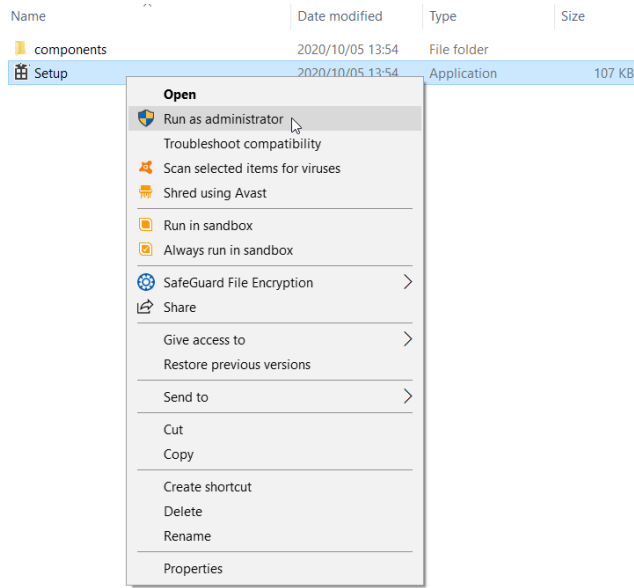 Name Date modified Type Size
components 2020/10/05 13:54 File folder
Setup 2020/10/05 13:54 Application 107 KB
Open
Run as administrator
Troubleshoot compatibility
Scan selected items for viruses
Shred using Avast
Run in sandbox
Always run in sandbox
SafeGuard File Encryption
Share
Give access to
Restore previous versions
Send to
Cut
Copy
Create shortcut
Delete
Rename
Properties